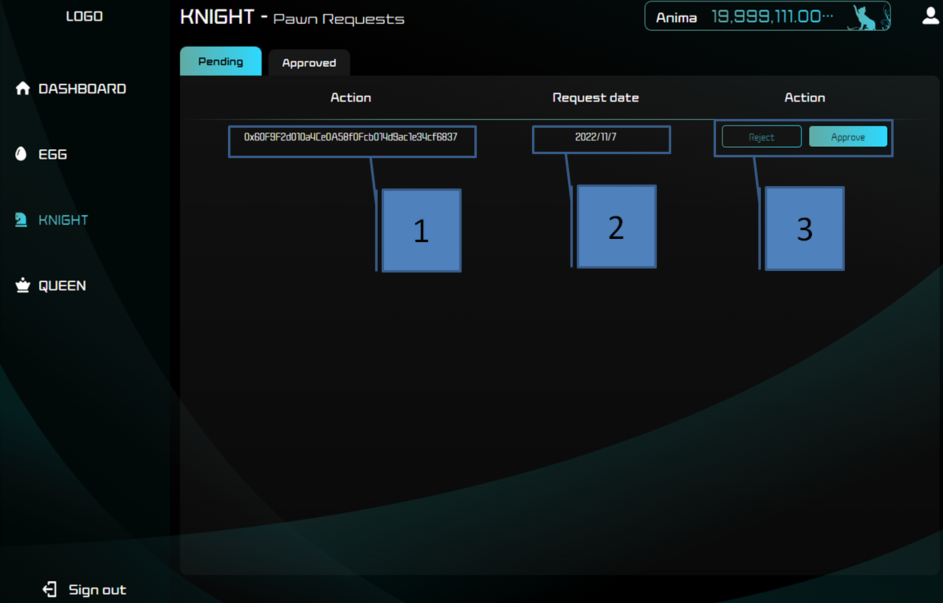 LOGO
KNIGHT - Pawn Requests
Anima 19,999,111.00···
Pending
Approved
DASHBOARD
Action
Request date
Action
0x60F9F2d010a4Ce0A58f0Fcb014d9ac1e34cf6837
2022/11/7
Reject
Approve
EGG
KNIGHT
1
2
3
QUEEN
Sign out